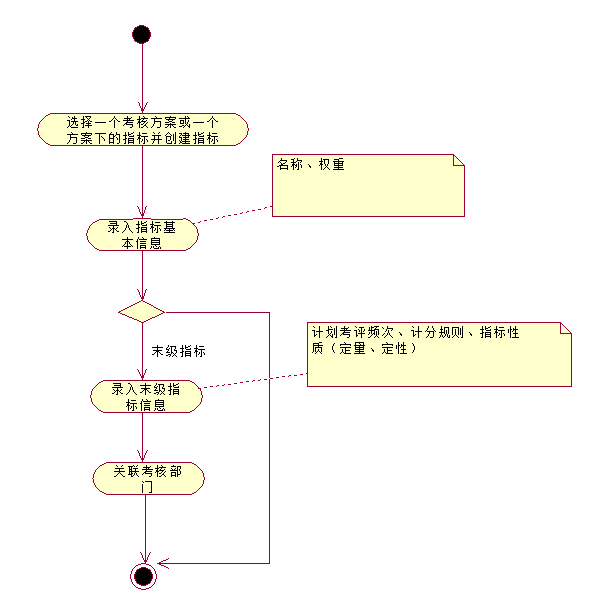 选择一个考核方案或一个
方案下的指标并创建指标
名称、权重
录入指标基
本信息
计划考评频次、计分规则、指标性
质（定量、定性）
末级指标
录入末级指
标信息
关联考核部
门